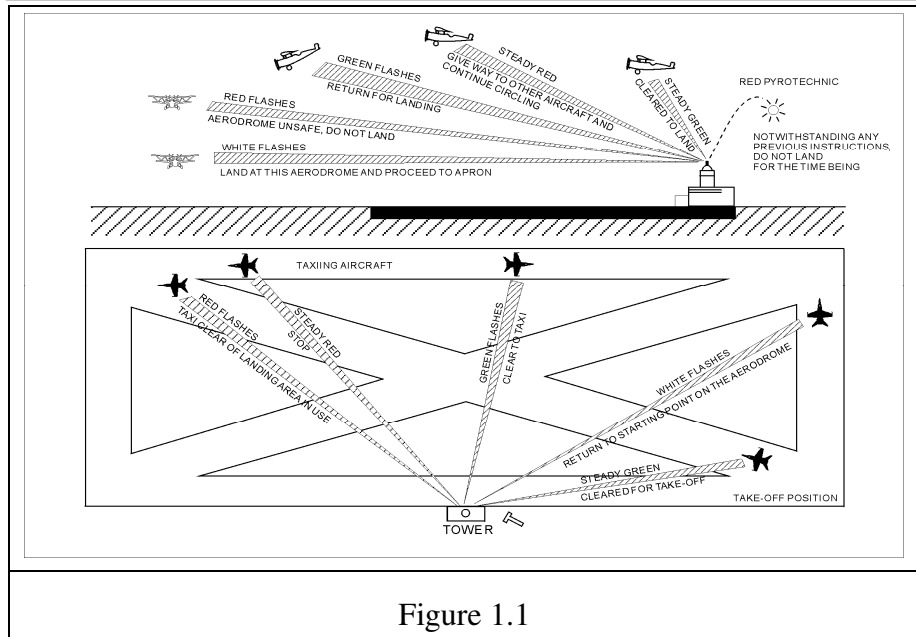 STEADY RED
GIVE WAY TO OTHER AIRCRAFT AND
CONTINUE CIRCLING
GREEN FLASHES
RETURN FOR LANDING
STEADY GREEN
CLEARED TO LAND
RED PYROTECHNIC
RED FLASHES
AERODROME UNSAFE, DO NOT LAND
NOTWITHSTANDING ANY
PREVIOUS INSTRUCTIONS,
DO NOT LAND
FOR THE TIME BEING
WHITE FLASHES
LAND AT THIS AERODROME AND PROCEED TO APRON
TAXIING AIRCRAFT
RED FLASHES
TAXI CLEAR OF LANDING AREA IN USE
STEADY RED
STOP
GREEN FLASHES
CLEAR TO TAXI
WHITE FLASHES
RETURN TO STARTING POINT ON THE AERODROME
STEADY GREEN
CLEARED FOR TAKE-OFF
TAKE-OFF POSITION
TOWER
Figure 1.1